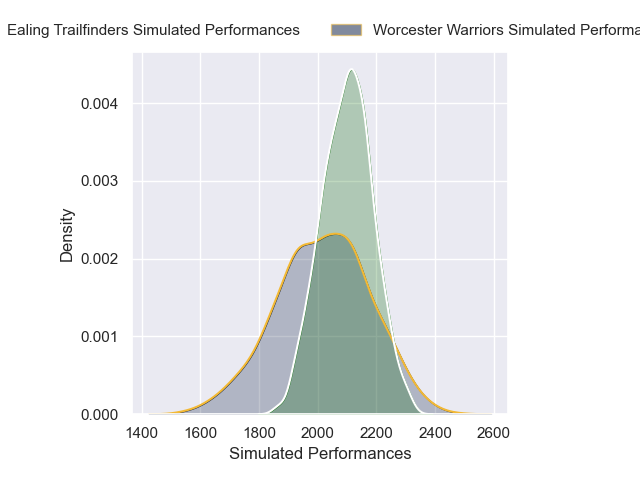 Ealing Trailfinders Simulated Performances Worcester Warriors Simulated Performa
0.004
0.003
0.002
0.001
0.000
Density
1400 1600 1800 2000 2200 2400 2600
Simulated Performances